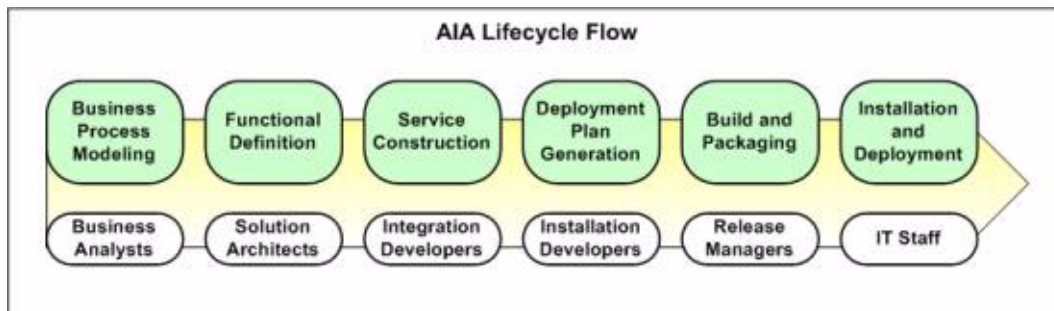 AIA Lifecycle Flow
Business
Process
Modeling
Functional
Definition
Service
Construction
Deployment
Plan
Generation
Build and
Packaging
Installation
and
Deployment
Business
Analysts
Solution
Architects
Integration
Developers
Installation
Developers
Release
Managers
IT Staff